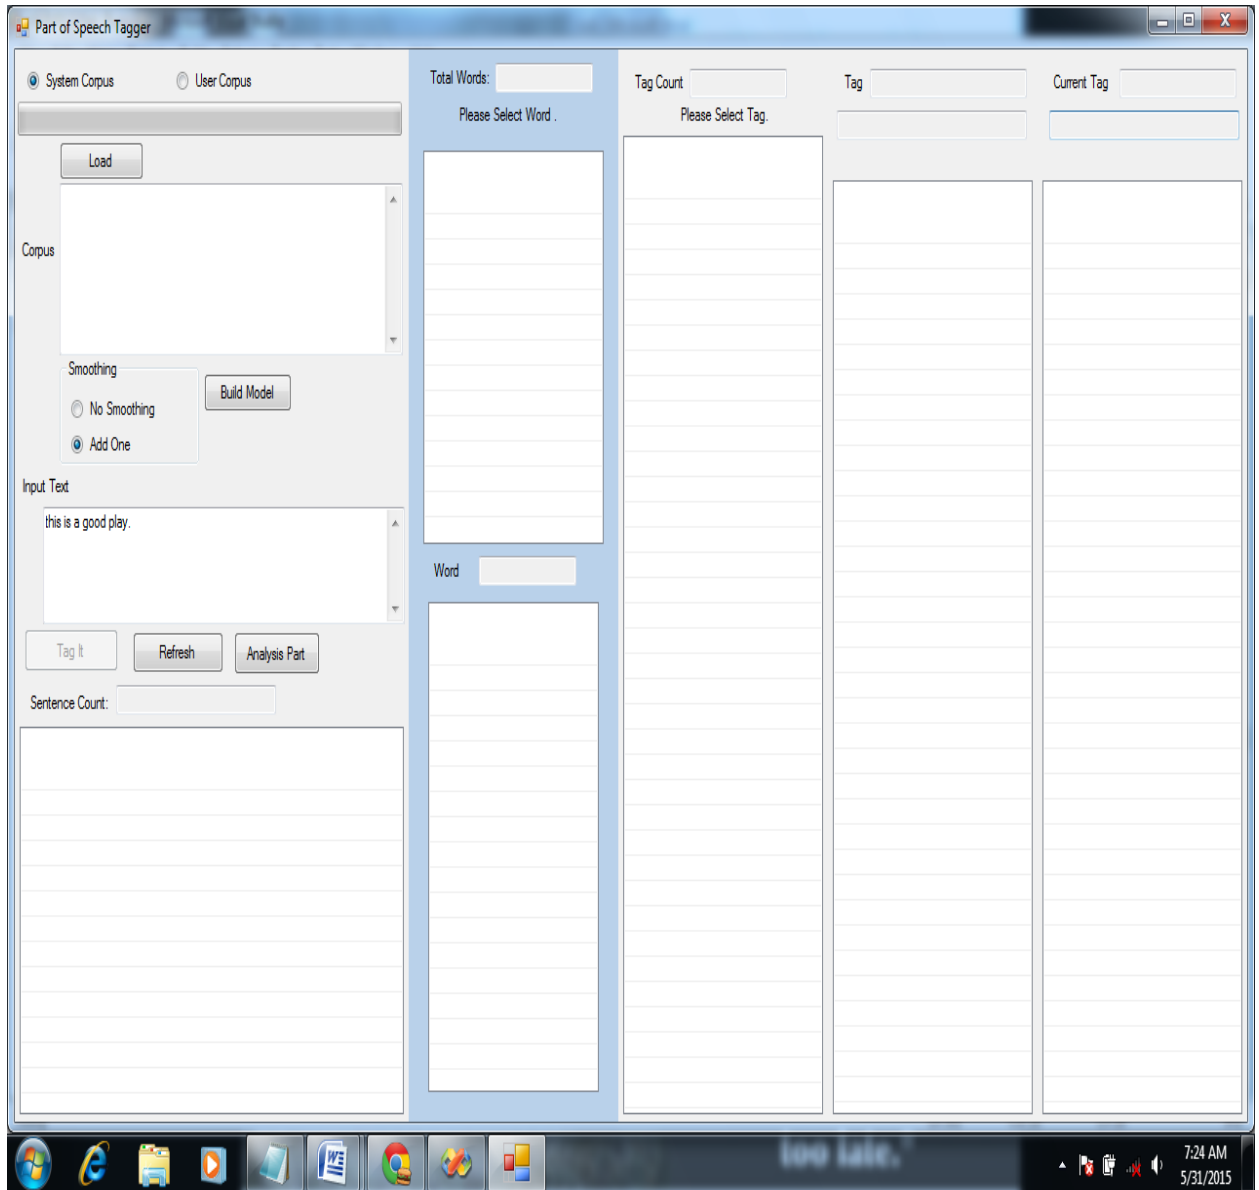 Part of Speech Tagger
System Corpus
User Corpus
Load
Corpus
Smoothing
No Smoothing
Add One
Build Model
Input Text
this is a good play.
Tag It
Refresh
Analysis Part
Sentence Count:
Total Words:
Please Select Word .
Word
Tag Count
Please Select Tag.
Tag
Current Tag
too late."
7:24 AM
5/31/2015